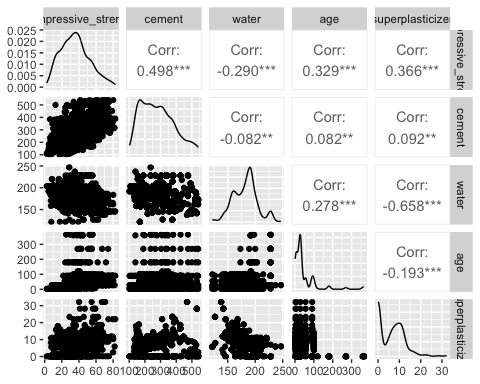 pressive_stren cement water age superplasticizer
0.025
0.020
0.015
0.010
0.005
0.000
Corr:
0.498***
Corr:
-0.290***
Corr:
0.329***
Corr:
0.366***
pressive_stre
500
400
300
200
100
Corr:
-0.082**
Corr:
0.082**
Corr:
0.092**
cement
250
200
150
Corr:
0.278***
Corr:
-0.658***
water
300
200
100
0
Corr:
-0.193***
age
30
20
10
0
perplasticiz
0 20 40 60 80
100 200 300 400 500
150 200 250
0 100 200 300
0 10 20 30